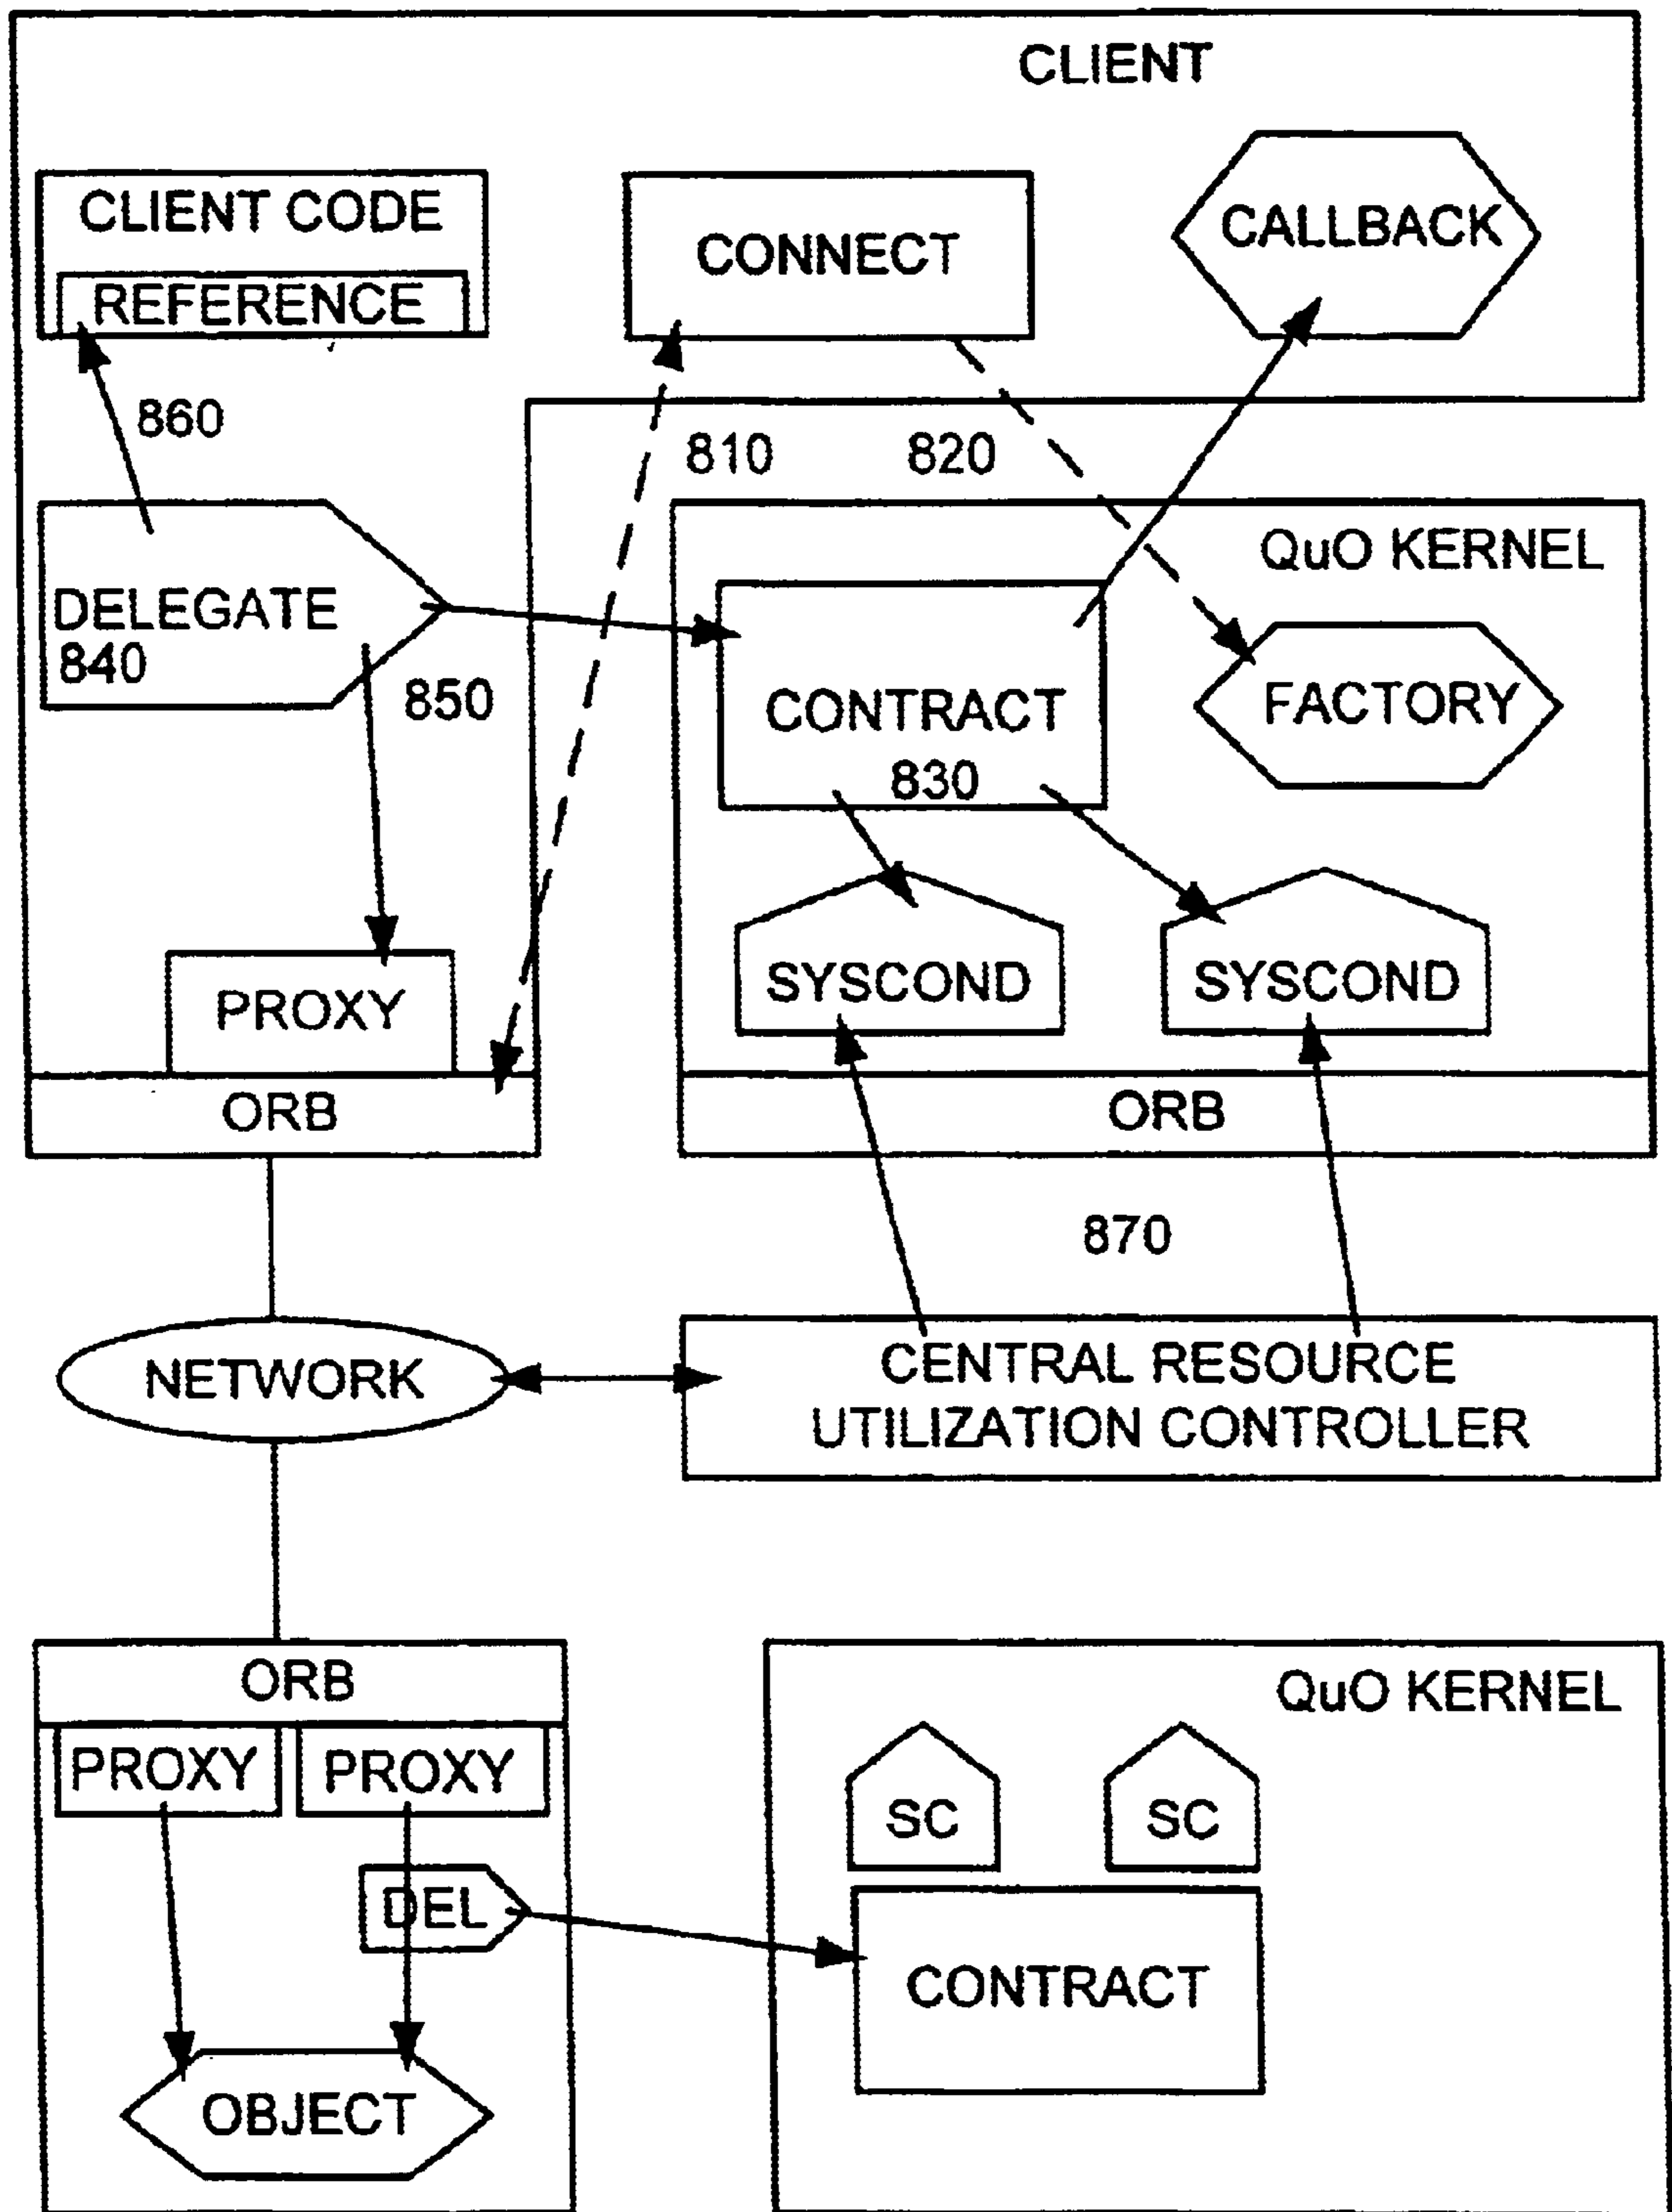 CLIENT
CLIENT CODE
REFERENCE
CONNECT
CALLBACK
860
810
820
QuO KERNEL
DELEGATE
840
850
CONTRACT
830
FACTORY
SYSCOND
SYSCOND
PROXY
ORB
ORB
870
NETWORK
CENTRAL RESOURCE
UTILIZATION CONTROLLER
ORB
PROXY
PROXY
DEL
OBJECT
QuO KERNEL
SC
SC
CONTRACT